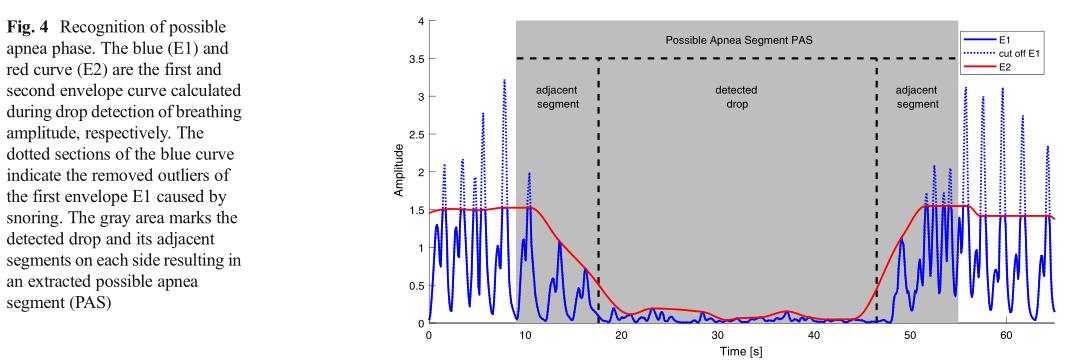 Fig. 4 Recognition of possible
apnea phase. The blue (E1) and
red curve (E2) are the first and
second envelope curve calculated
during drop detection of breathing
amplitude, respectively. The
dotted sections of the blue curve
indicate the removed outliers of
the first envelope E1 caused by
snoring. The gray area marks the
detected drop and its adjacent
segments on each side resulting in
an extracted possible apnea
segment (PAS)
4
3.5
3
2.5
2
1.5
1
0.5
0
Amplitude
Possible Apnea Segment PAS
adjacent
segment
detected
drop
adjacent
segment
E1
cut off E1
E2
0 10 20 30 40 50 60
Time [s]